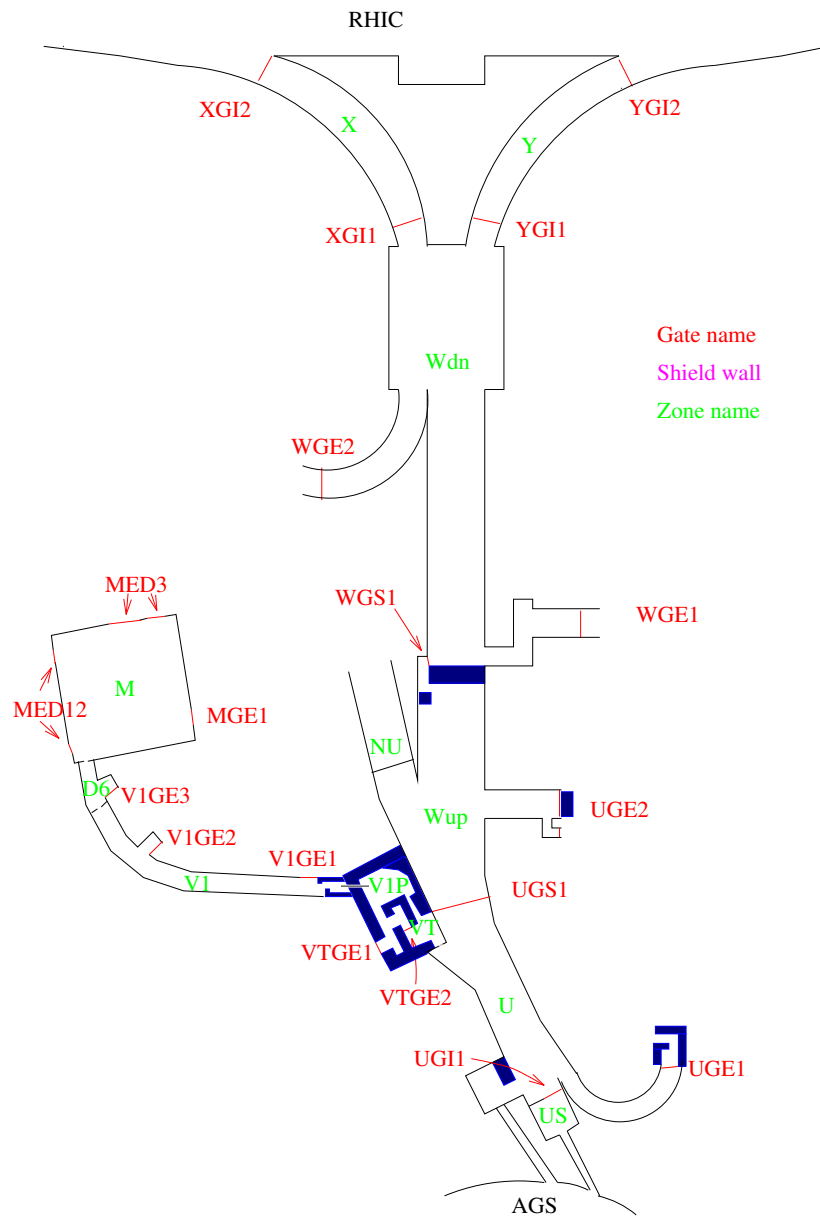 RHIC
XGI2
YGI2
X
Y
XGI1
YGI1
Gate name
Wdn
Shield wall
Zone name
WGE2
MED3
WGS1
WGE1
M
MED12
MGE1
NU
D6
V1GE3
UGE2
Wup
V1GE2
V1GE1
V1
V1P
UGS1
VT
VTGE1
VTGE2
U
UGI1
UGE1
US
AGS